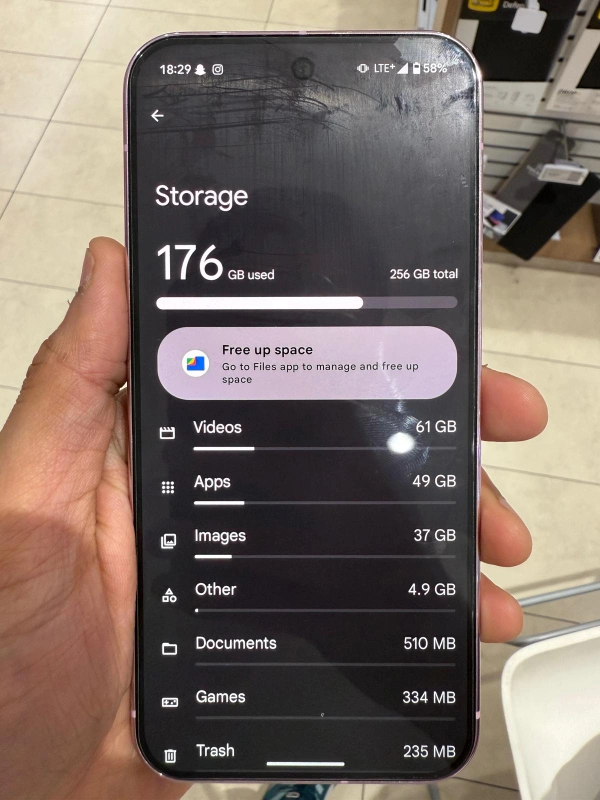 18:29 LTE+ 58%
Storage
176 GB used 256 GB total
Free up space
Go to Files app to manage and free up
space
Videos 61 GB
Apps 49 GB
Images 37 GB
Other 4.9 GB
Documents 510 MB
Games 334 MB
Trash 235 MB